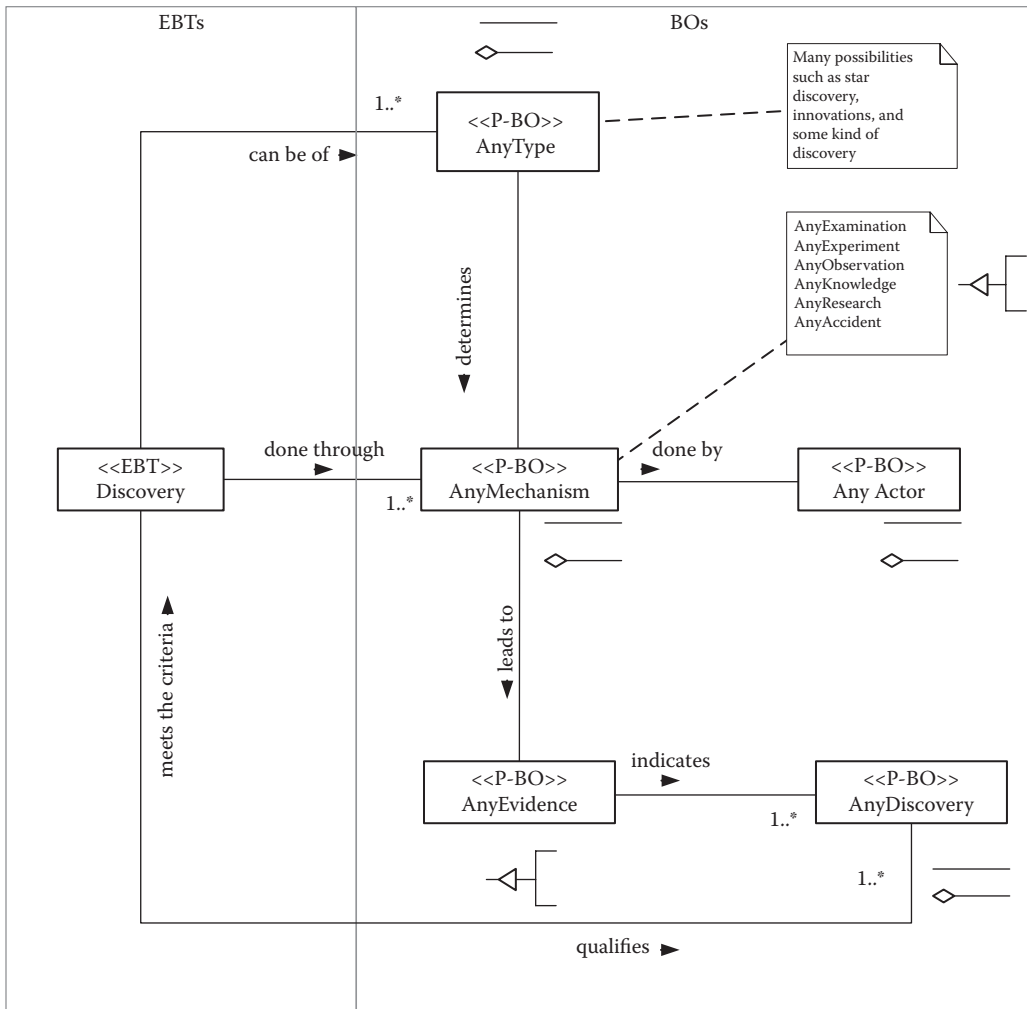 EBTs
BOs
Many possibilities
such as star
discovery,
innovations, and
some kind of
discovery
1..*
<<P-BO>>
AnyType
can be of
AnyExamination
AnyExperiment
AnyObservation
AnyKnowledge
AnyResearch
AnyAccident
determines
<<EBT>>
Discovery
done through
1..*
<<P-BO>>
AnyMechanism
done by
<<P-BO>>
Any Actor
meets the criteria
leads to
<<P-BO>>
AnyEvidence
indicates
1..*
<<P-BO>>
AnyDiscovery
1..*
qualifies